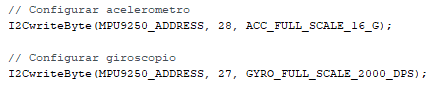 // Configurar acelerometro
I2CwriteByte(MPU9250_ADDRESS, 28, ACC_FULL_SCALE_16_G);
// Configurar giroscopio
I2CwriteByte(MPU9250_ADDRESS, 27, GYRO_FULL_SCALE_2000_DPS);